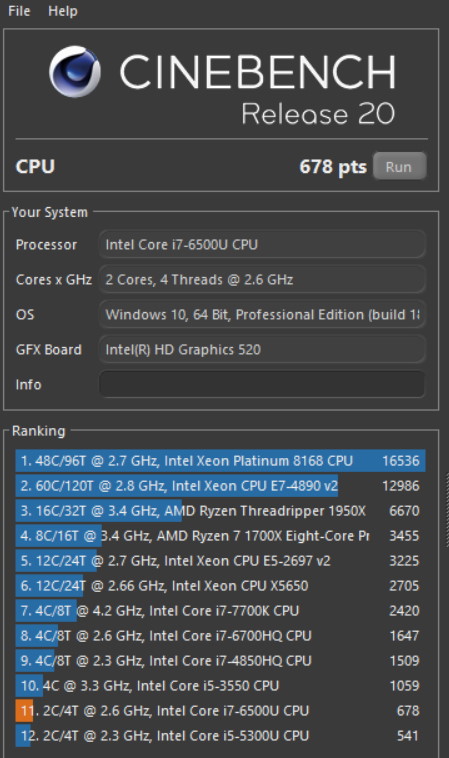 File Help
CINEBENCH
Release 20
CPU 678 pts Run
Your System
Processor Intel Core i7-6500U CPU
Cores x GHz 2 Cores, 4 Threads @ 2.6 GHz
OS Windows 10, 64 Bit, Professional Edition (build 18
GFX Board Intel(R) HD Graphics 520
Info
Ranking
1. 48C/96T @ 2.7 GHz, Intel Xeon Platinum 8168 CPU 16536
2. 60C/120T @ 2.8 GHz, Intel Xeon CPU E7-4890 v2 12986
3. 16C/32T @ 3.4 GHz, AMD Ryzen Threadripper 1950X 6670
4. 8C/16T @ 3.4 GHz, AMD Ryzen 7 1700X Eight-Core Pr 3455
5. 12C/24T @ 2.7 GHz, Intel Xeon CPU E5-2697 v2 3225
6. 12C/24T @ 2.66 GHz, Intel Xeon CPU X5650 2705
7. 4C/8T @ 4.2 GHz, Intel Core i7-7700K CPU 2420
8. 4C/8T @ 2.6 GHz, Intel Core i7-6700HQ CPU 1647
9. 4C/8T @ 2.3 GHz, Intel Core i7-4850HQ CPU 1509
10. 4C @ 3.3 GHz, Intel Core i5-3550 CPU 1059
11. 2C/4T @ 2.6 GHz, Intel Core i7-6500U CPU 678
12. 2C/4T @ 2.3 GHz, Intel Core i5-5300U CPU 541